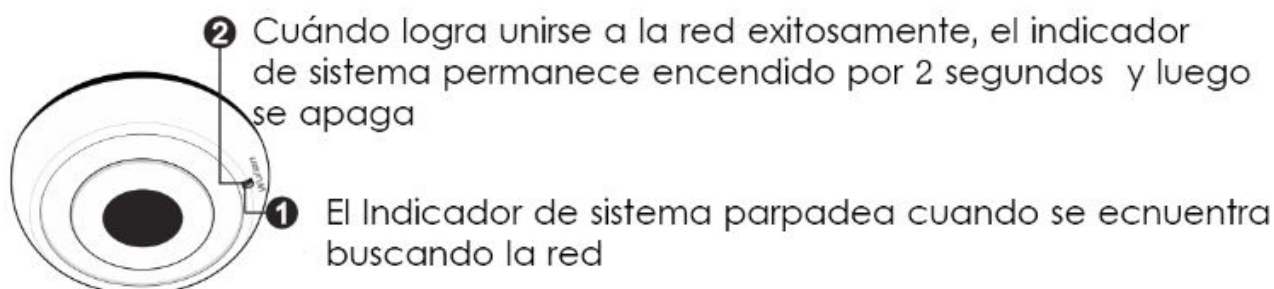 2 Cuándo logra unirse a la red exitosamente, el indicador
de sistema permanece encendido por 2 segundos y luego
se apaga
Wulian
1 El Indicador de sistema parpadea cuando se ecnuentra
buscando la red